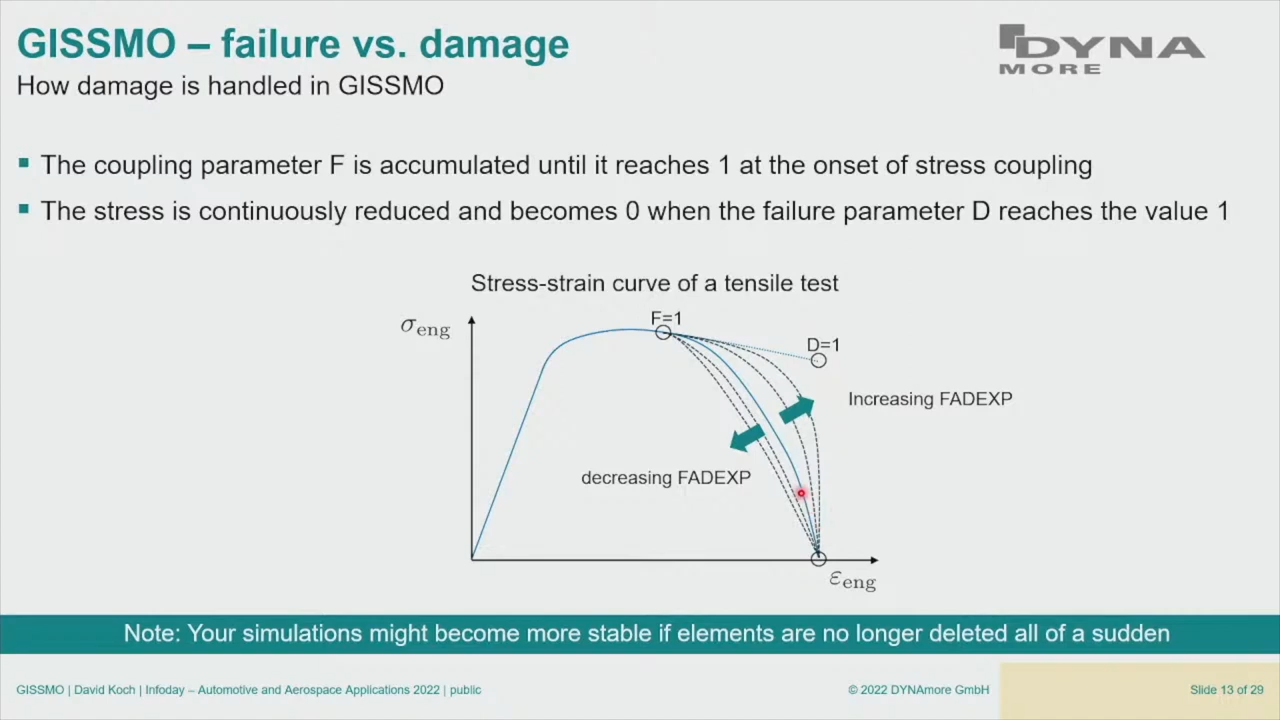 GISSMO – failure vs. damage
How damage is handled in GISSMO
DYNA
MORE
The coupling parameter F is accumulated until it reaches 1 at the onset of stress coupling
The stress is continuously reduced and becomes 0 when the failure parameter D reaches the value 1
Stress-strain curve of a tensile test
σeng
F=1
D=1
Increasing FADEXP
decreasing FADEXP
εeng
Note: Your simulations might become more stable if elements are no longer deleted all of a sudden
GISSMO | David Koch | Infoday – Automotive and Aerospace Applications 2022 | public
© 2022 DYNAmore GmbH
Slide 13 of 29